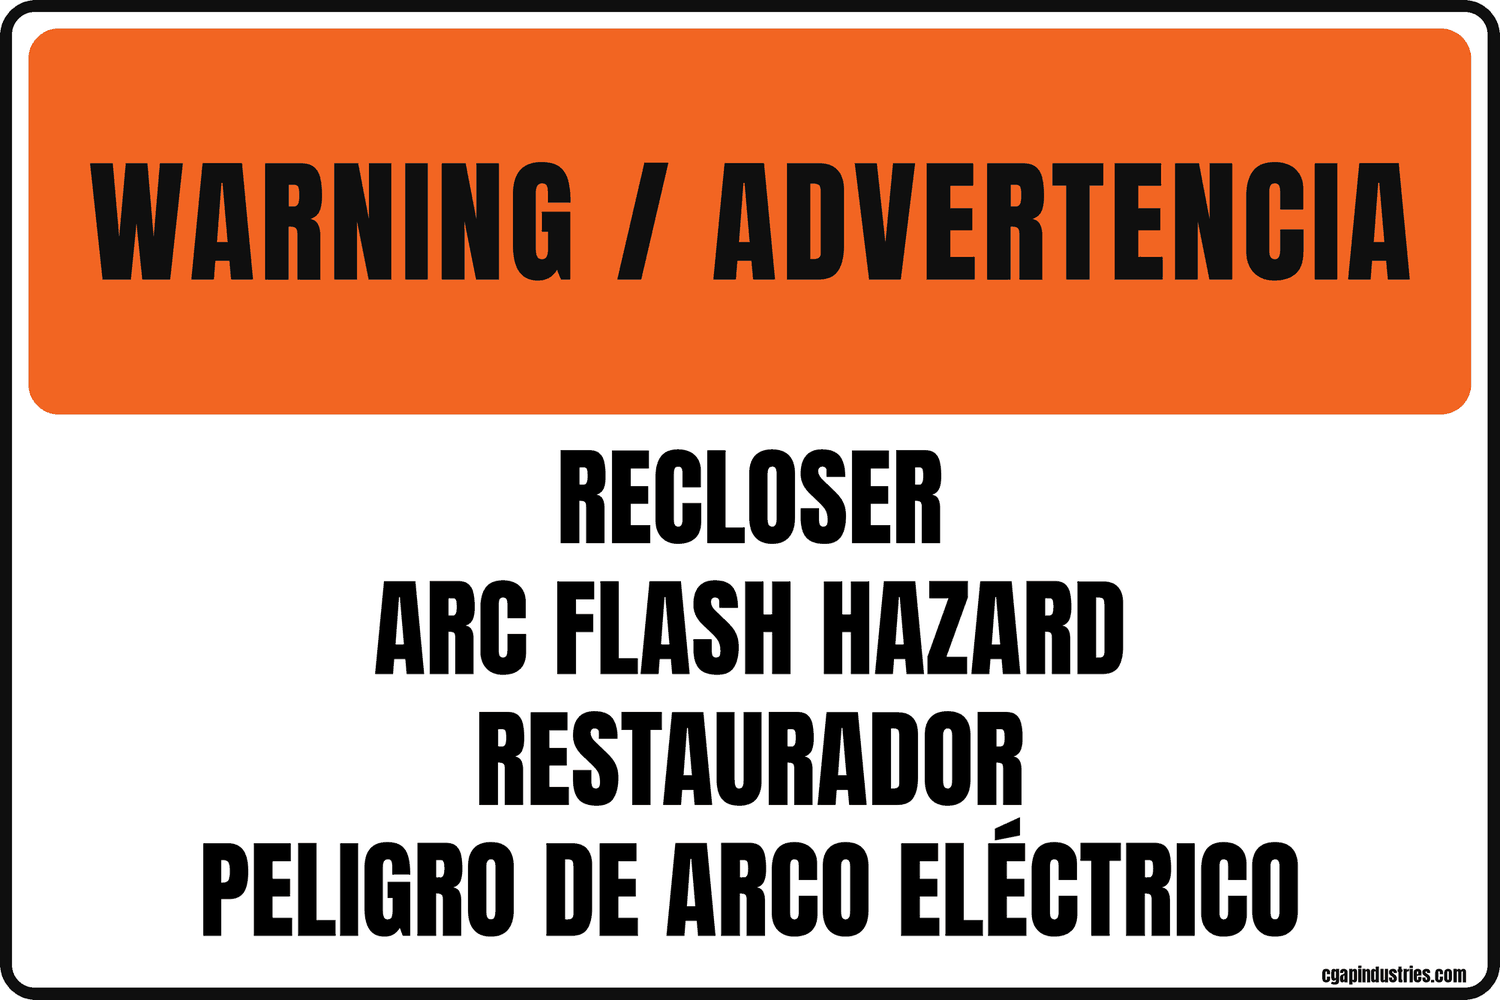 WARNING / ADVERTENCIA
RECLOSER
ARC FLASH HAZARD
RESTAURADOR
PELIGRO DE ARCO ELÉCTRICO
cgapindustries.com